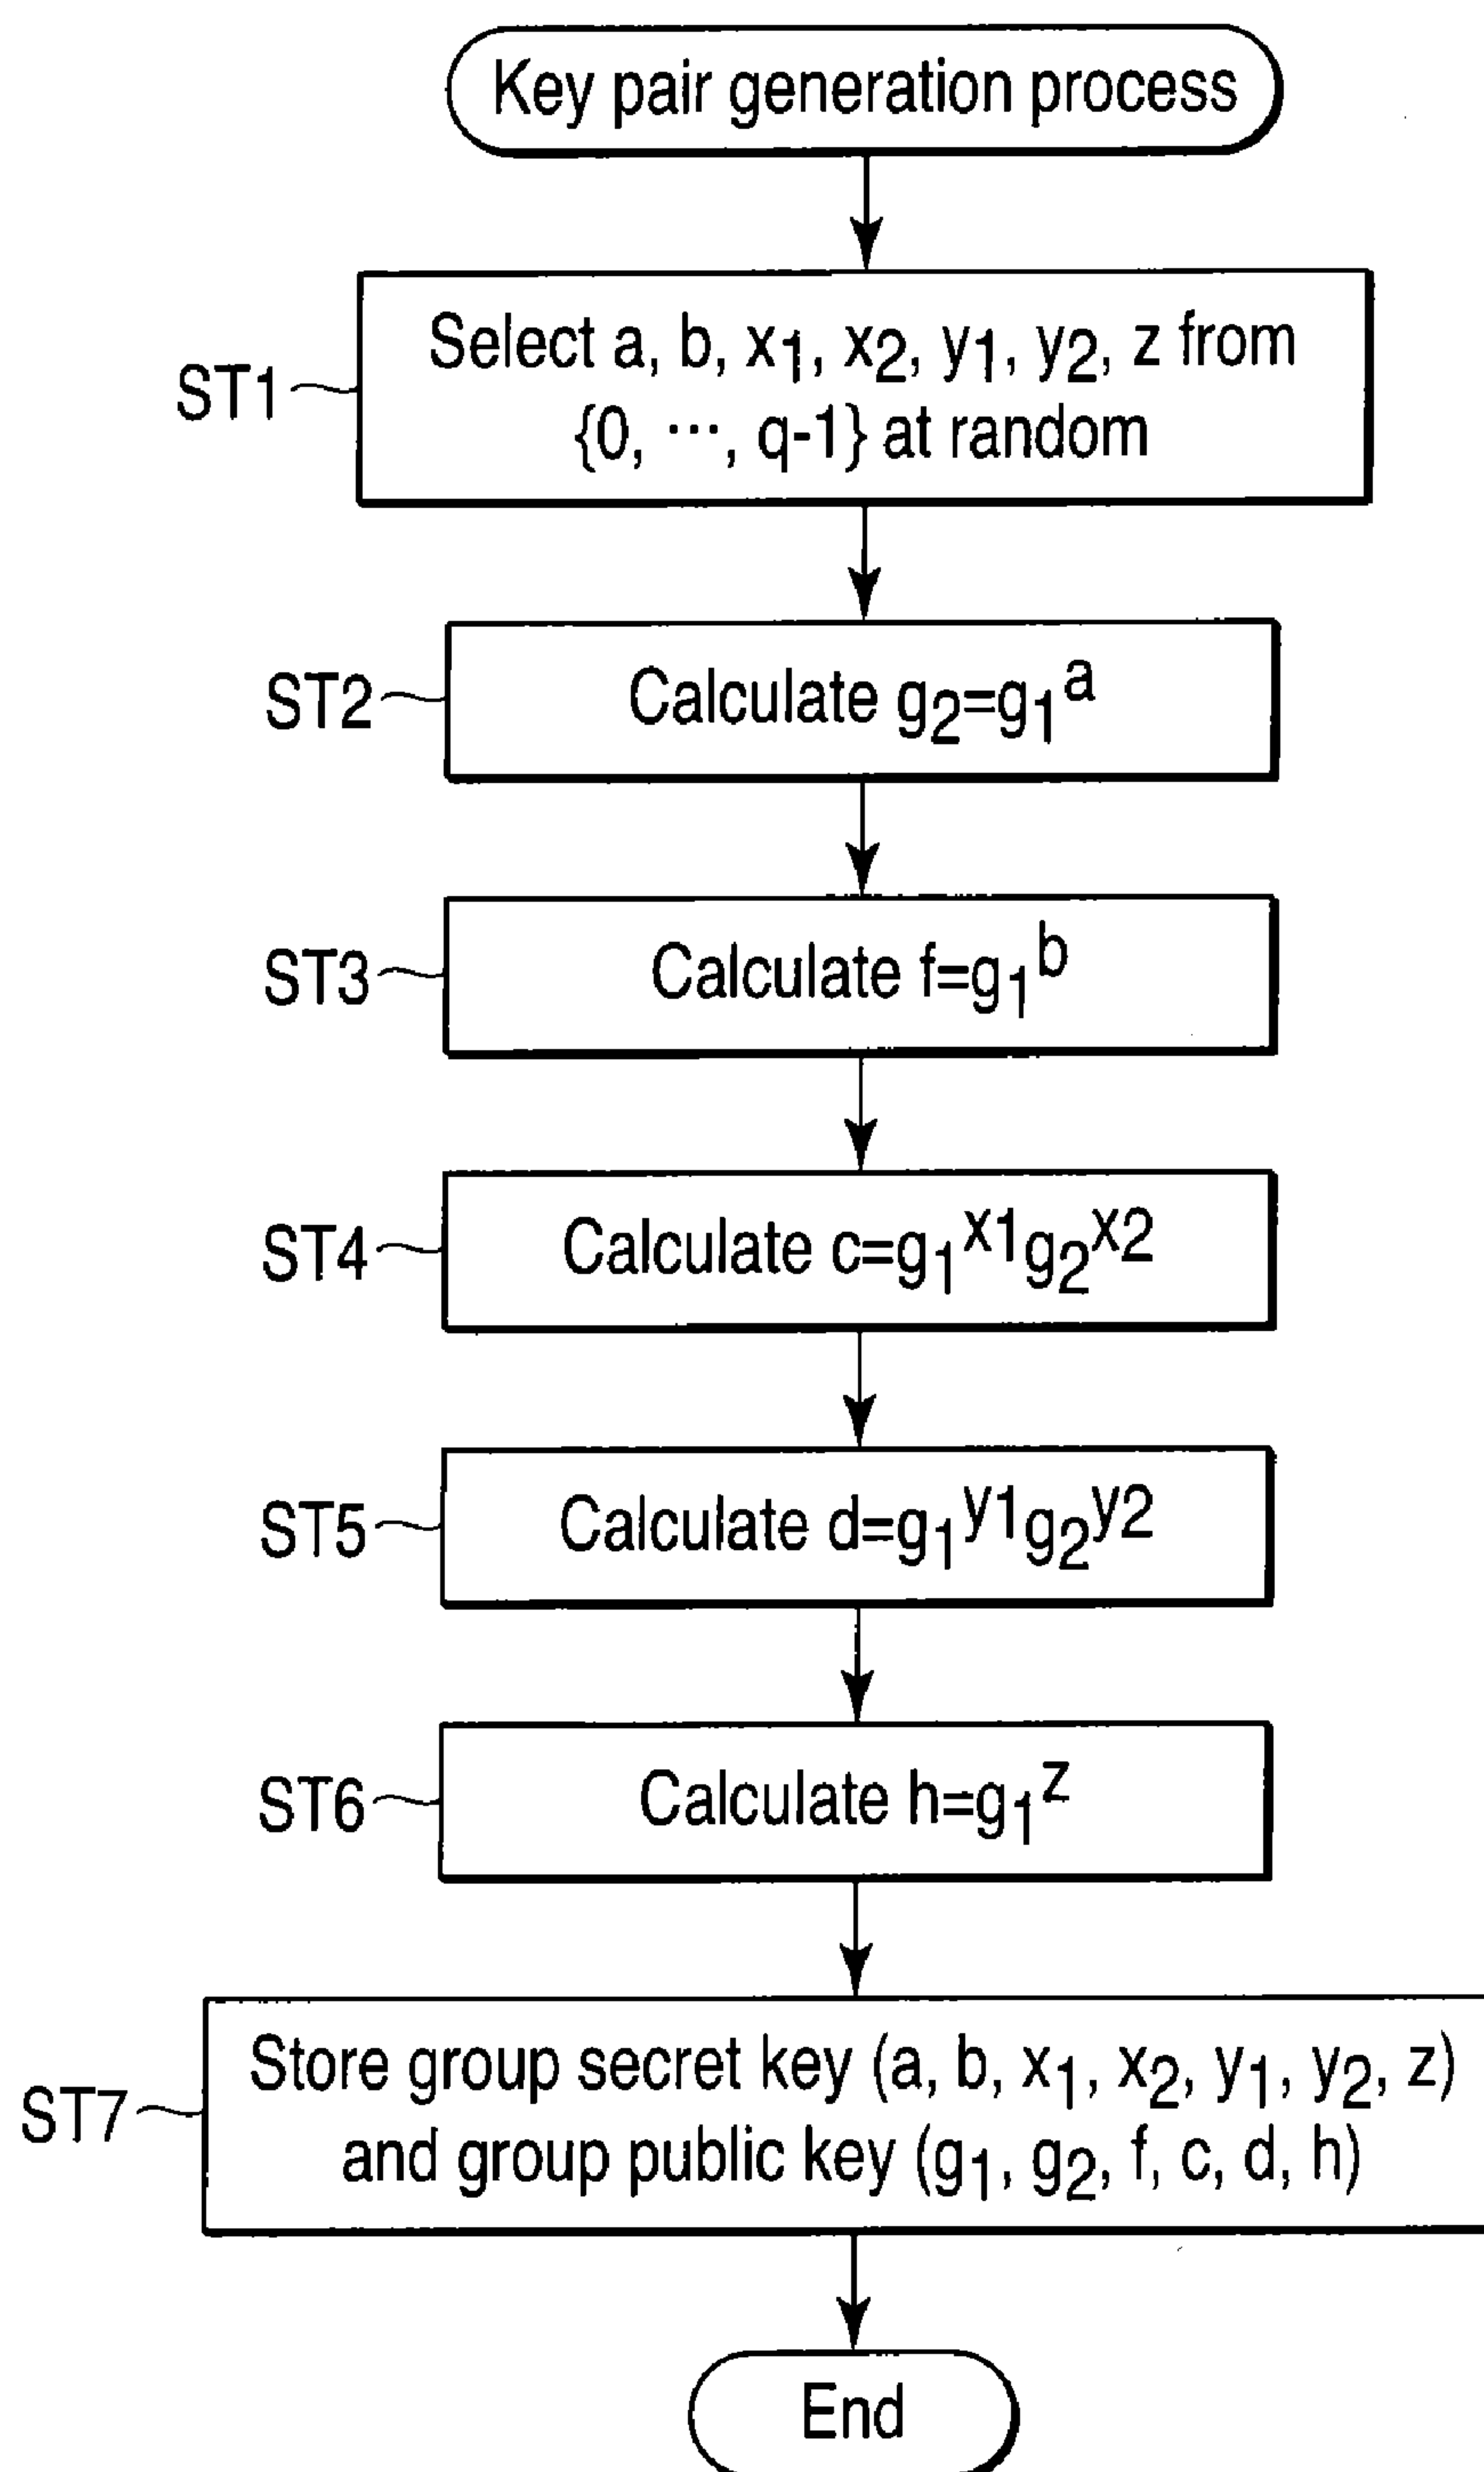 Key pair generation process
ST1
Select a, b, x₁, x₂, y₁, y₂, z from
{0, ···, q-1} at random
ST2
Calculate g₂=g₁ᵃ
ST3
Calculate f=g₁ᵇ
ST4
Calculate c=g₁ˣ¹g₂ˣ²
ST5
Calculate d=g₁ʸ¹g₂ʸ²
ST6
Calculate h=g₁ᶻ
ST7
Store group secret key (a, b, x₁, x₂, y₁, y₂, z)
and group public key (g₁, g₂, f, c, d, h)
End